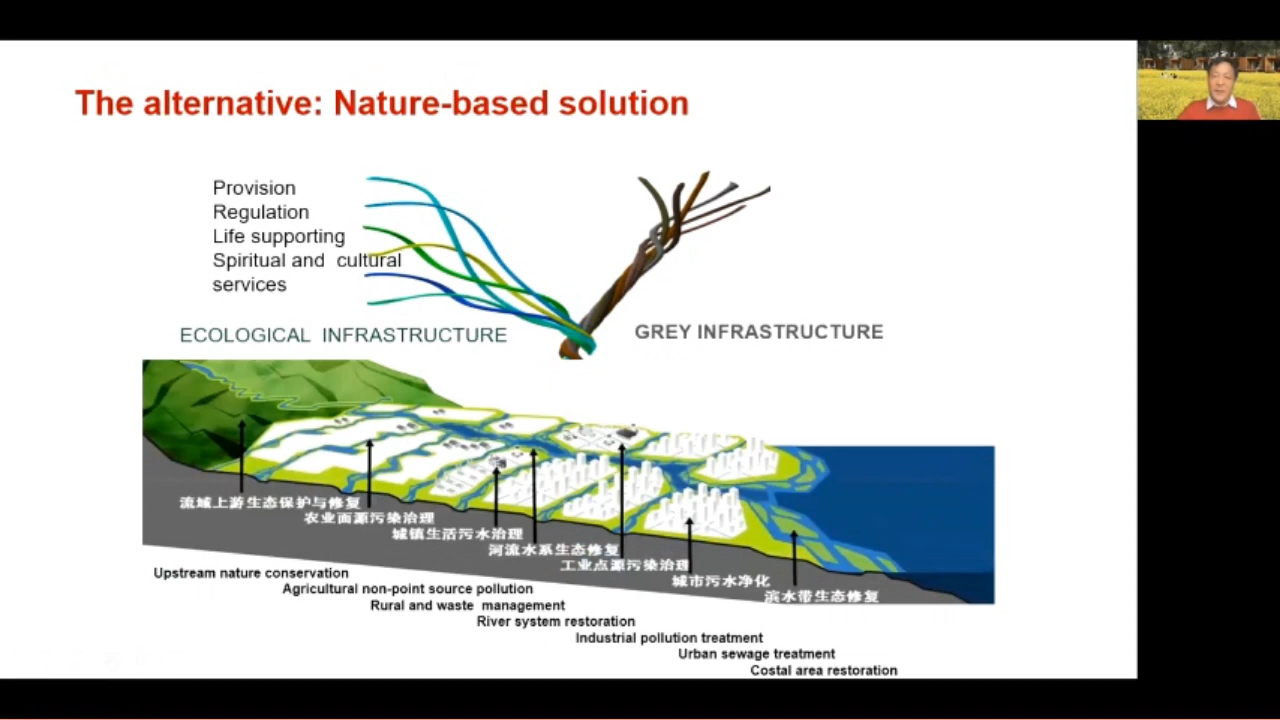 The alternative: Nature-based solution
Provision
Regulation
Life supporting
Spiritual and cultural
services
ECOLOGICAL INFRASTRUCTURE
GREY INFRASTRUCTURE
流域上游生态保护与修复
农业面源污染治理
城镇生活污水治理
河流水系生态修复
工业点源污染治理
城市污水净化
滨水带生态修复
Upstream nature conservation
Agricultural non-point source pollution
Rural and waste management
River system restoration
Industrial pollution treatment
Urban sewage treatment
Costal area restoration